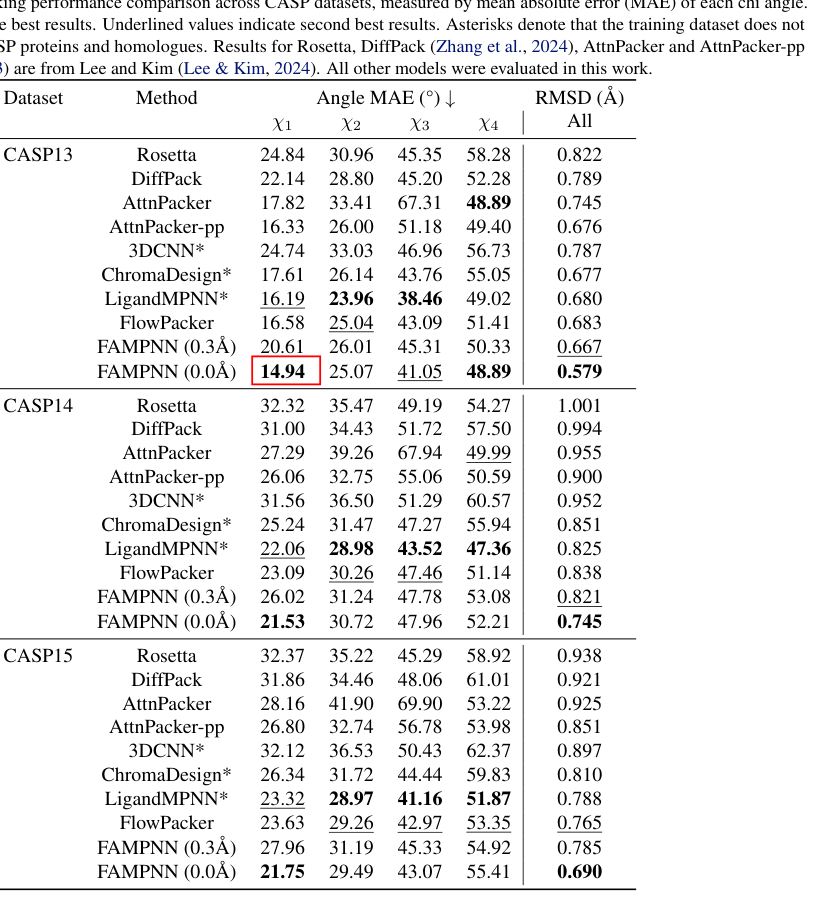 king performance comparison across CASP datasets, measured by mean absolute error (MAE) of each chi angle.
e best results. Underlined values indicate second best results. Asterisks denote that the training dataset does not
SP proteins and homologues. Results for Rosetta, DiffPack (Zhang et al., 2024), AttnPacker and AttnPacker-pp
3) are from Lee and Kim (Lee & Kim, 2024). All other models were evaluated in this work.
Dataset Method Angle MAE (°) ↓ RMSD (Å)
χ1 χ2 χ3 χ4 All
CASP13 Rosetta 24.84 30.96 45.35 58.28 0.822
DiffPack 22.14 28.80 45.20 52.28 0.789
AttnPacker 17.82 33.41 67.31 48.89 0.745
AttnPacker-pp 16.33 26.00 51.18 49.40 0.676
3DCNN* 24.74 33.03 46.96 56.73 0.787
ChromaDesign* 17.61 26.14 43.76 55.05 0.677
LigandMPNN* 16.19 23.96 38.46 49.02 0.680
FlowPacker 16.58 25.04 43.09 51.41 0.683
FAMPNN (0.3Å) 20.61 26.01 45.31 50.33 0.667
FAMPNN (0.0Å) 14.94 25.07 41.05 48.89 0.579
CASP14 Rosetta 32.32 35.47 49.19 54.27 1.001
DiffPack 31.00 34.43 51.72 57.50 0.994
AttnPacker 27.29 39.26 67.94 49.99 0.955
AttnPacker-pp 26.06 32.75 55.06 50.59 0.900
3DCNN* 31.56 36.50 51.29 60.57 0.952
ChromaDesign* 25.24 31.47 47.27 55.94 0.851
LigandMPNN* 22.06 28.98 43.52 47.36 0.825
FlowPacker 23.09 30.26 47.46 51.14 0.838
FAMPNN (0.3Å) 26.02 31.24 47.78 53.08 0.821
FAMPNN (0.0Å) 21.53 30.72 47.96 52.21 0.745
CASP15 Rosetta 32.37 35.22 45.29 58.92 0.938
DiffPack 31.86 34.46 48.06 61.01 0.921
AttnPacker 28.16 41.90 69.90 53.22 0.925
AttnPacker-pp 26.80 32.74 56.78 53.98 0.851
3DCNN* 32.12 36.53 50.43 62.37 0.897
ChromaDesign* 26.34 31.72 44.44 59.83 0.810
LigandMPNN* 23.32 28.97 41.16 51.87 0.788
FlowPacker 23.63 29.26 42.97 53.35 0.765
FAMPNN (0.3Å) 27.96 31.19 45.33 54.92 0.785
FAMPNN (0.0Å) 21.75 29.49 43.07 55.41 0.690